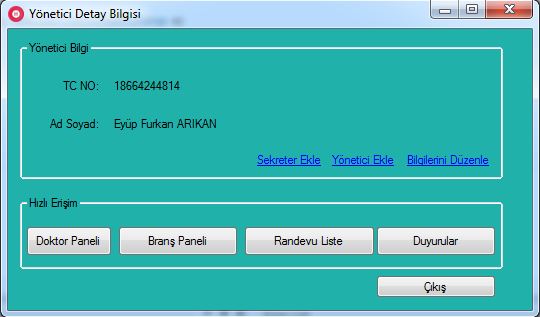 Yönetici Detay Bilgisi
Yönetici Bilgi
TC NO: 18664244814
Ad Soyad: Eyüp Furkan ARIKAN
Sekreter Ekle Yönetici Ekle Bilgilerini Düzenle
Hızlı Erişim
Doktor Paneli Branş Paneli Randevu Liste Duyurular
Çıkış